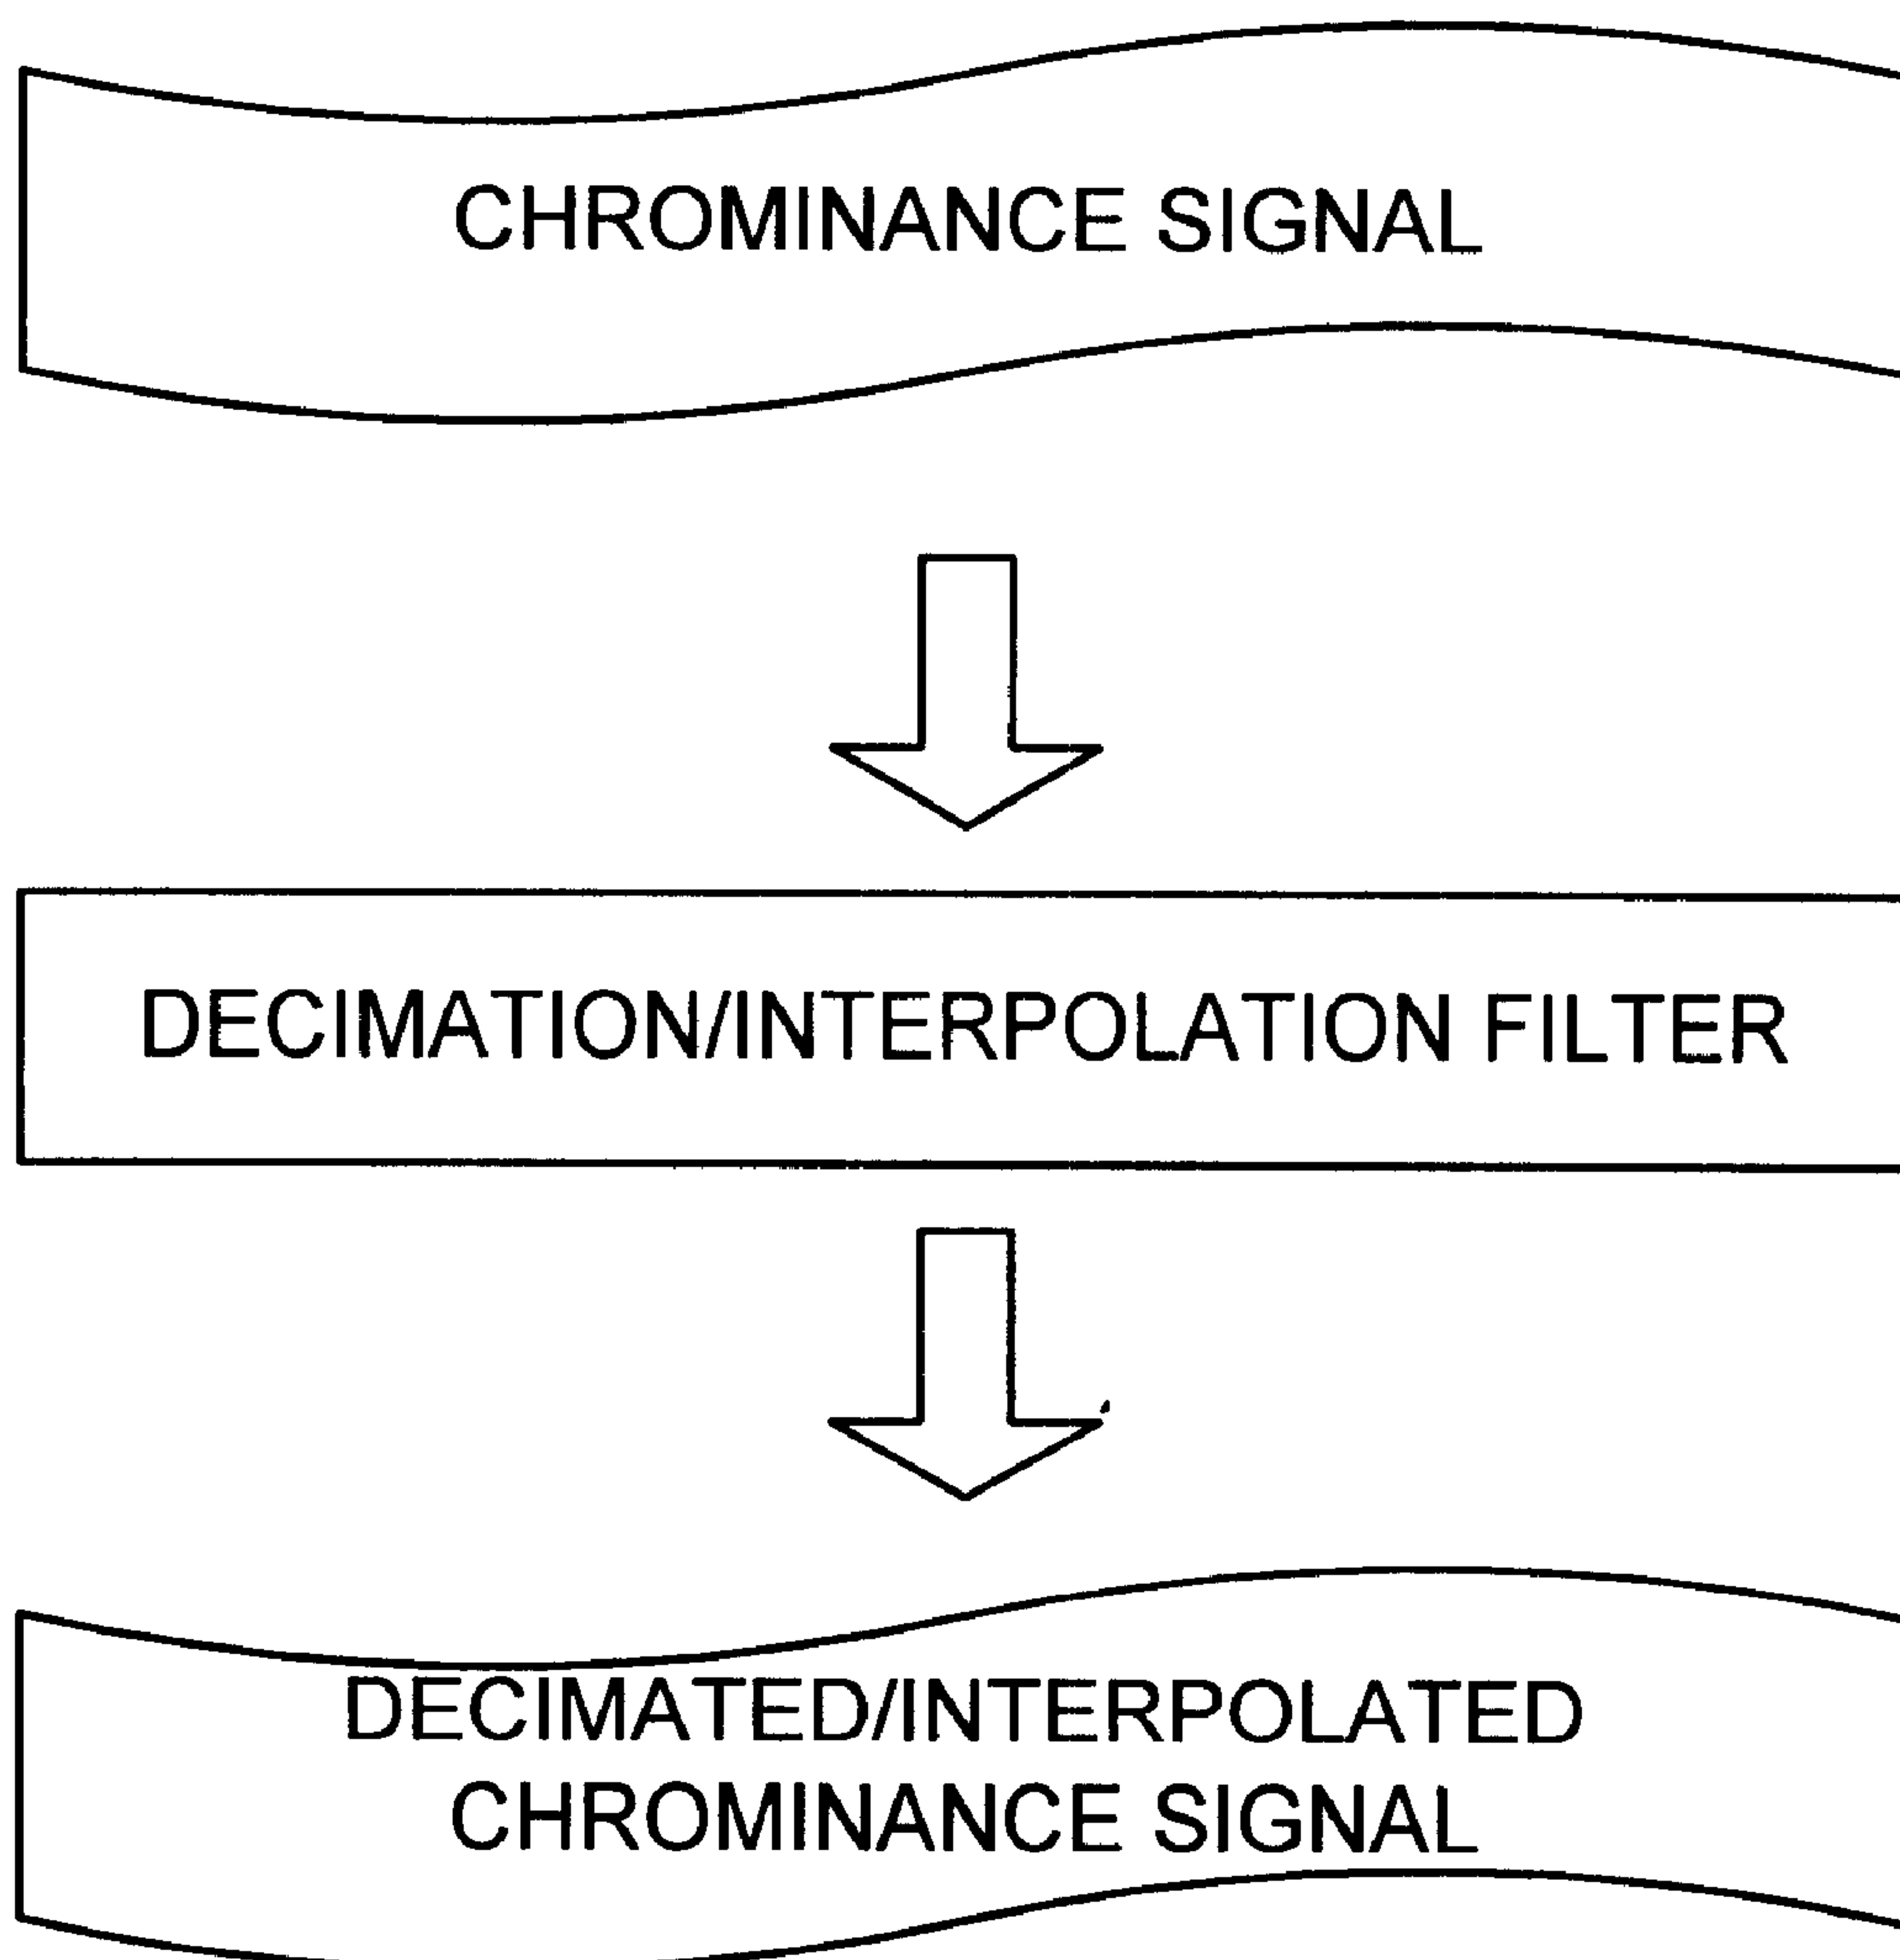 CHROMINANCE SIGNAL
DECIMATION/INTERPOLATION FILTER
DECIMATED/INTERPOLATED
CHROMINANCE SIGNAL